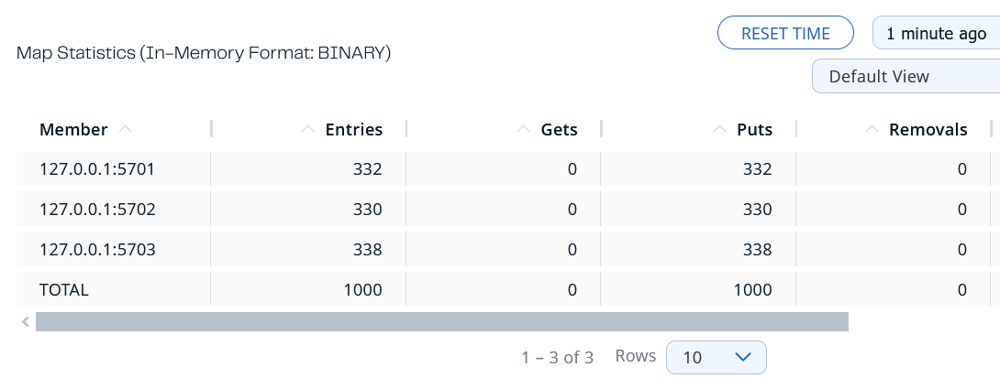 RESET TIME
1 minute ago
Map Statistics (In-Memory Format: BINARY)
Default View
Member Entries Gets Puts Removals
127.0.0.1:5701 332 0 332 0
127.0.0.1:5702 330 0 330 0
127.0.0.1:5703 338 0 338 0
TOTAL 1000 0 1000 0
1 – 3 of 3 Rows 10